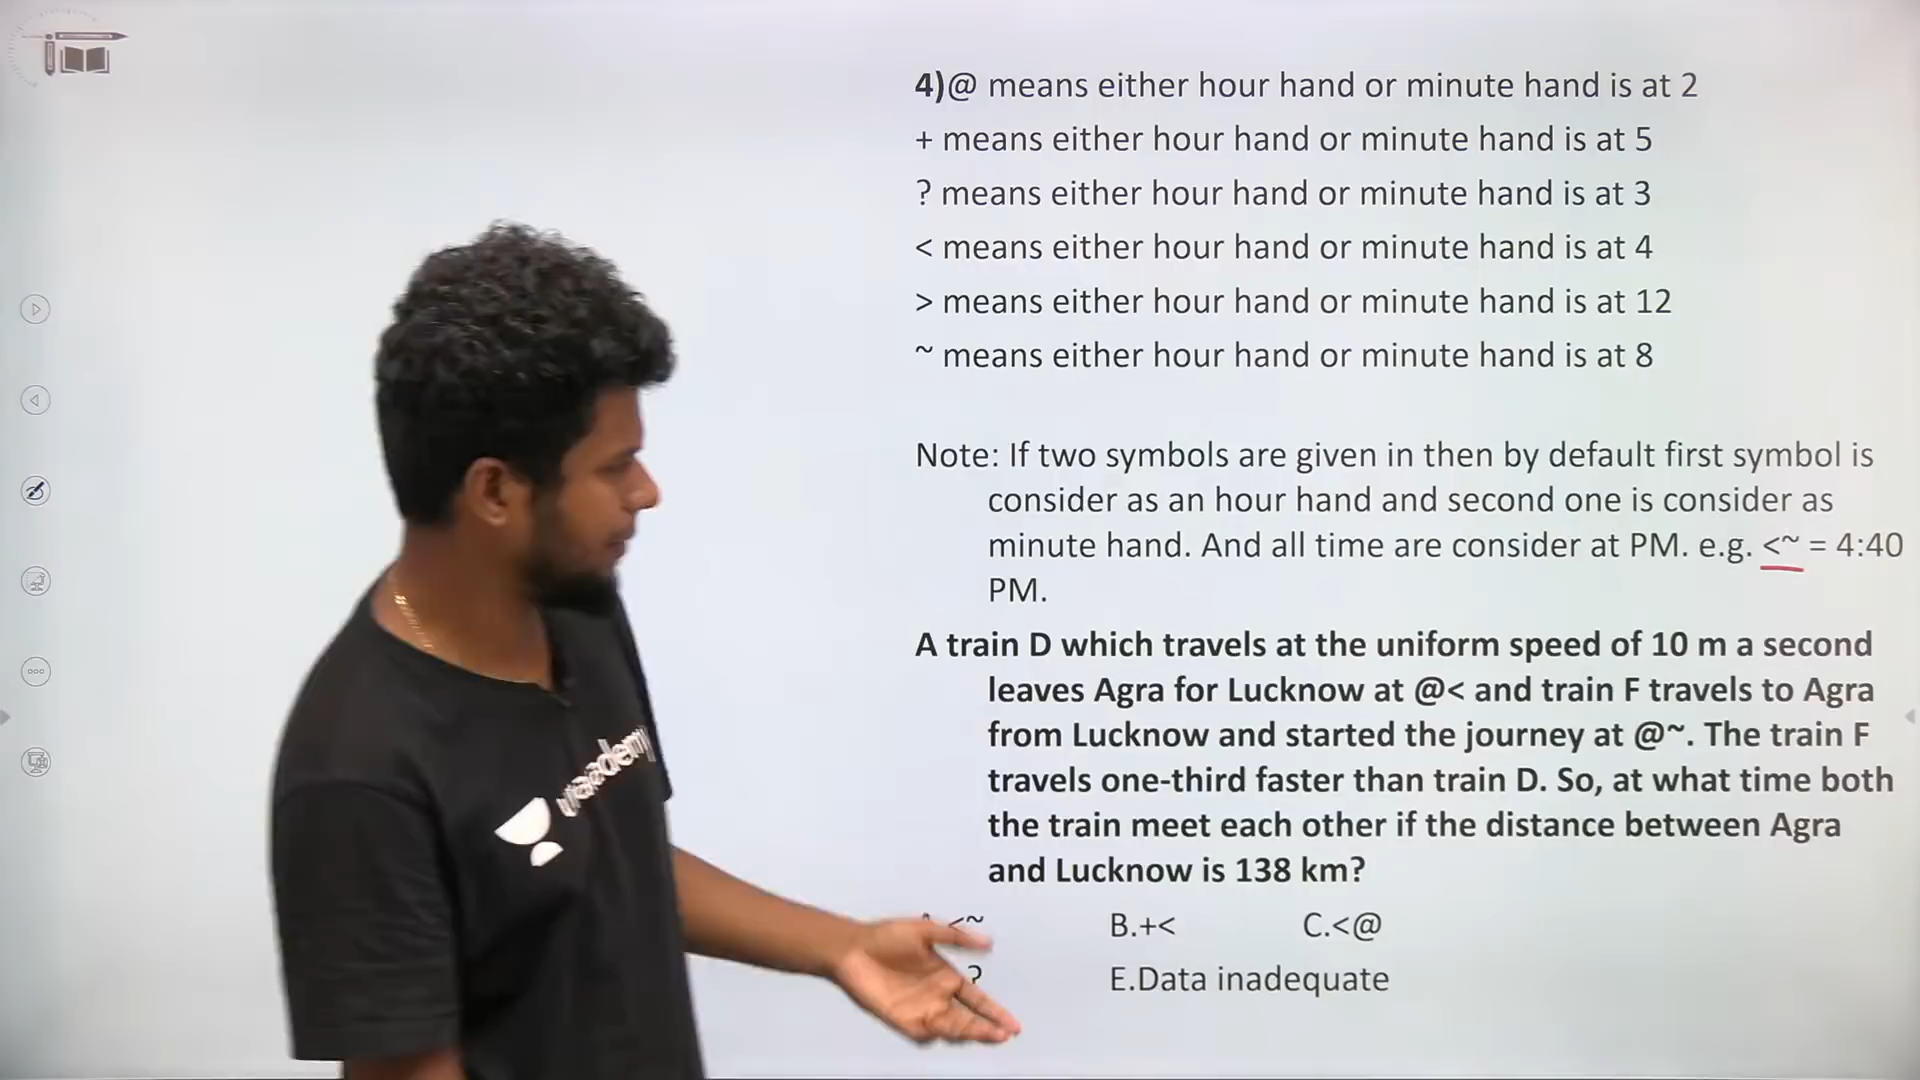 4)@ means either hour hand or minute hand is at 2
+ means either hour hand or minute hand is at 5
? means either hour hand or minute hand is at 3
< means either hour hand or minute hand is at 4
> means either hour hand or minute hand is at 12
~ means either hour hand or minute hand is at 8
Note: If two symbols are given in then by default first symbol is
consider as an hour hand and second one is consider as
minute hand. And all time are consider at PM. e.g. <~ = 4:40
PM.
A train D which travels at the uniform speed of 10 m a second
leaves Agra for Lucknow at @< and train F travels to Agra
from Lucknow and started the journey at @~. The train F
travels one-third faster than train D. So, at what time both
the train meet each other if the distance between Agra
and Lucknow is 138 km?
<~ B.+< C.<@
? E.Data inadequate
unacademy